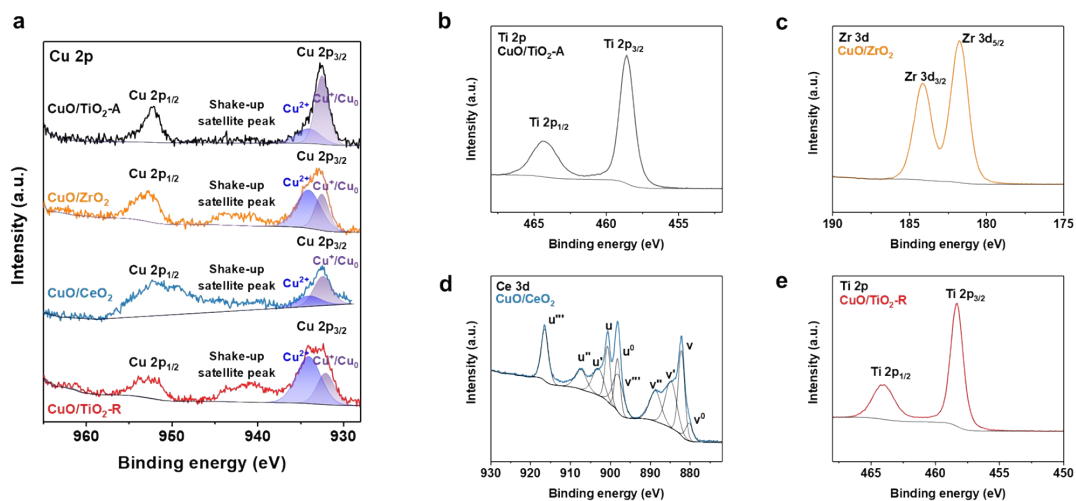 a
Cu 2p
CuO/TiO₂-A
Cu 2p₁/₂
Shake-up
satellite peak
Cu 2p₃/₂
Cu²⁺
Cu⁺/Cu₀
CuO/ZrO₂
Cu 2p₁/₂
Shake-up
satellite peak
Cu 2p₃/₂
Cu²⁺
Cu⁺/Cu₀
CuO/CeO₂
Cu 2p₁/₂
Shake-up
satellite peak
Cu 2p₃/₂
Cu²⁺
Cu⁺/Cu₀
CuO/TiO₂-R
Cu 2p₁/₂
Shake-up
satellite peak
Cu 2p₃/₂
Cu²⁺
Cu⁺/Cu₀
Intensity (a.u.)
960 950 940 930
Binding energy (eV)
b
Ti 2p
CuO/TiO₂-A
Ti 2p₃/₂
Ti 2p₁/₂
Intensity (a.u.)
465 460 455
Binding energy (eV)
c
Zr 3d
CuO/ZrO₂
Zr 3d₅/₂
Zr 3d₃/₂
Intensity (a.u.)
190 185 180 175
Binding energy (eV)
d
Ce 3d
CuO/CeO₂
u'''
u''
u'
u
u⁰
v'''
v''
v'
v
v⁰
Intensity (a.u.)
930 920 910 900 890 880
Binding energy (eV)
e
Ti 2p
CuO/TiO₂-R
Ti 2p₃/₂
Ti 2p₁/₂
Intensity (a.u.)
465 460 455 450
Binding energy (eV)